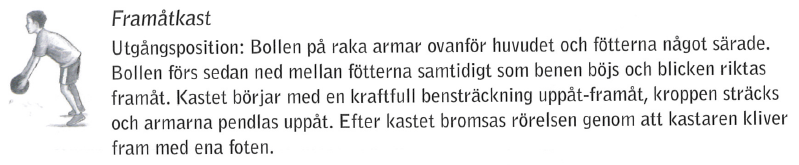 Framåtkast
Utgångsposition: Bollen på raka armar ovanför huvudet och fötterna något särade.
Bollen förs sedan ned mellan fötterna samtidigt som benen böjs och blicken riktas
framåt. Kastet börjar med en kraftfull bensträckning uppåt-framåt, kroppen sträcks
och armarna pendlas uppåt. Efter kastet bromsas rörelsen genom att kastaren kliver
fram med ena foten.